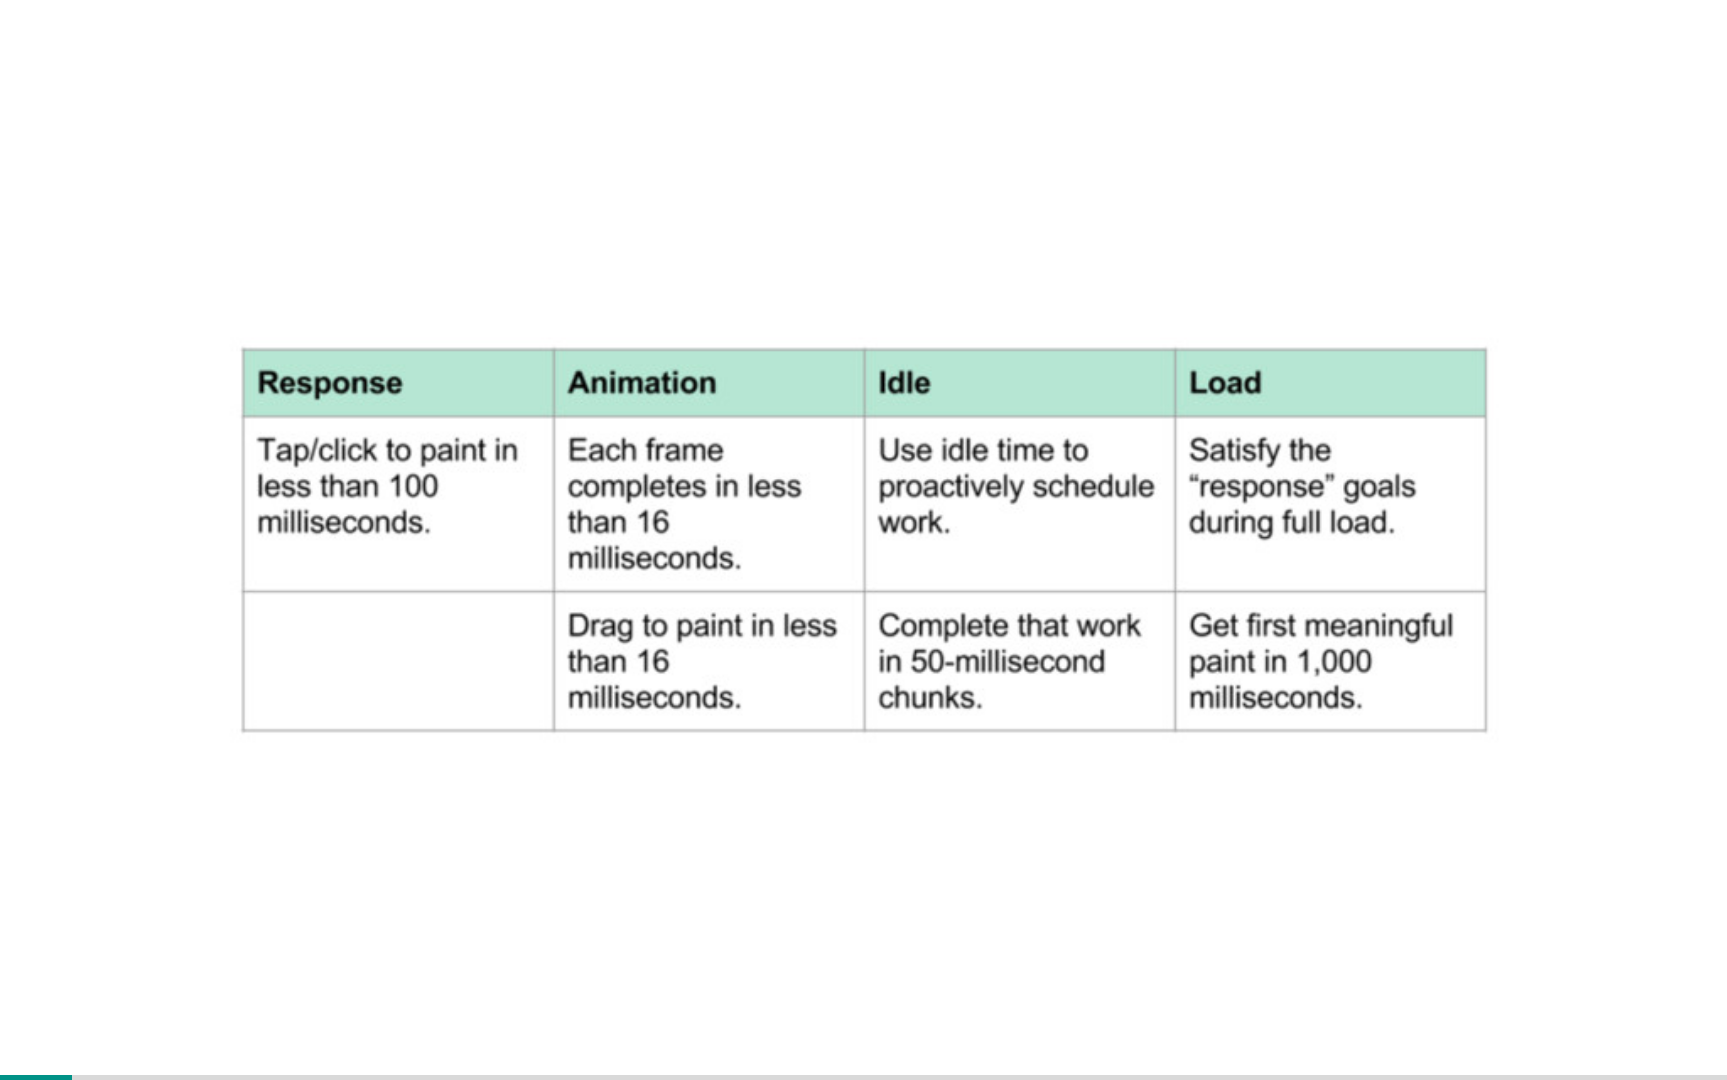 Response
Animation
Idle
Load
Tap/click to paint in
less than 100
milliseconds.
Each frame
completes in less
than 16
milliseconds.
Use idle time to
proactively schedule
work.
Satisfy the
“response” goals
during full load.
Drag to paint in less
than 16
milliseconds.
Complete that work
in 50-millisecond
chunks.
Get first meaningful
paint in 1,000
milliseconds.